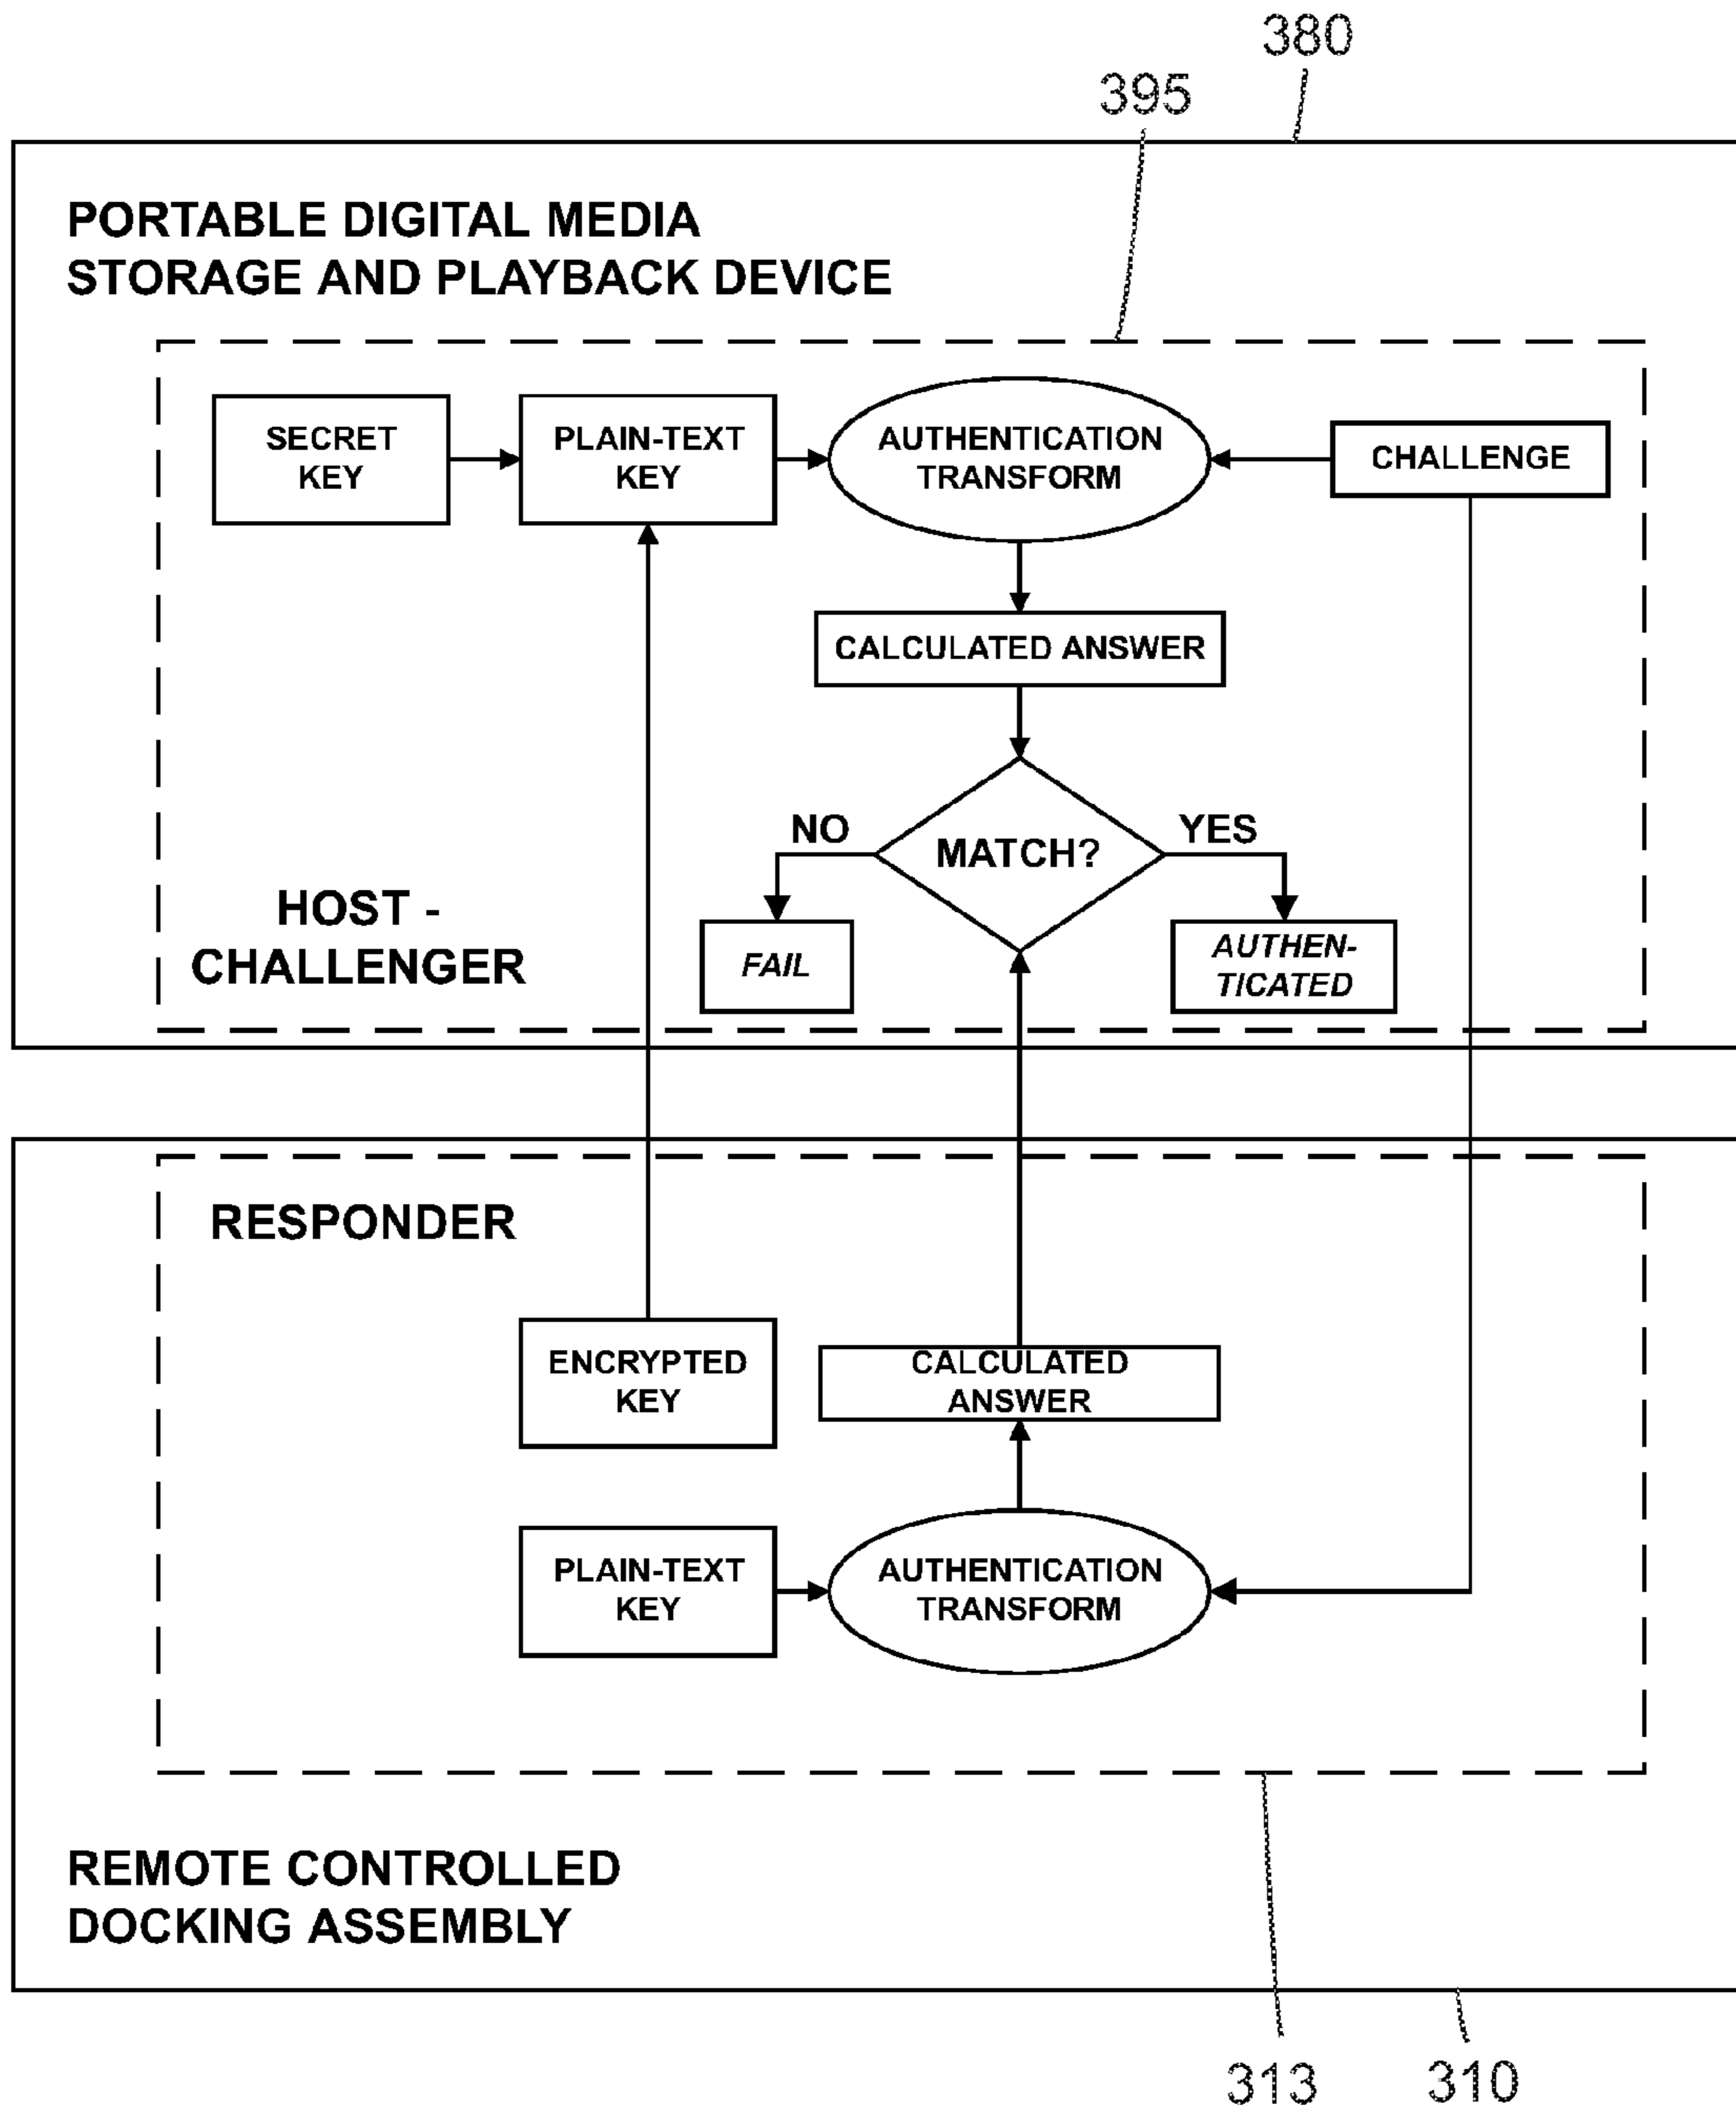 380
395
PORTABLE DIGITAL MEDIA
STORAGE AND PLAYBACK DEVICE
SECRET
KEY
PLAIN-TEXT
KEY
AUTHENTICATION
TRANSFORM
CHALLENGE
CALCULATED ANSWER
NO
MATCH?
YES
HOST -
CHALLENGER
FAIL
AUTHEN-
TICATED
RESPONDER
ENCRYPTED
KEY
CALCULATED
ANSWER
PLAIN-TEXT
KEY
AUTHENTICATION
TRANSFORM
REMOTE CONTROLLED
DOCKING ASSEMBLY
313
310